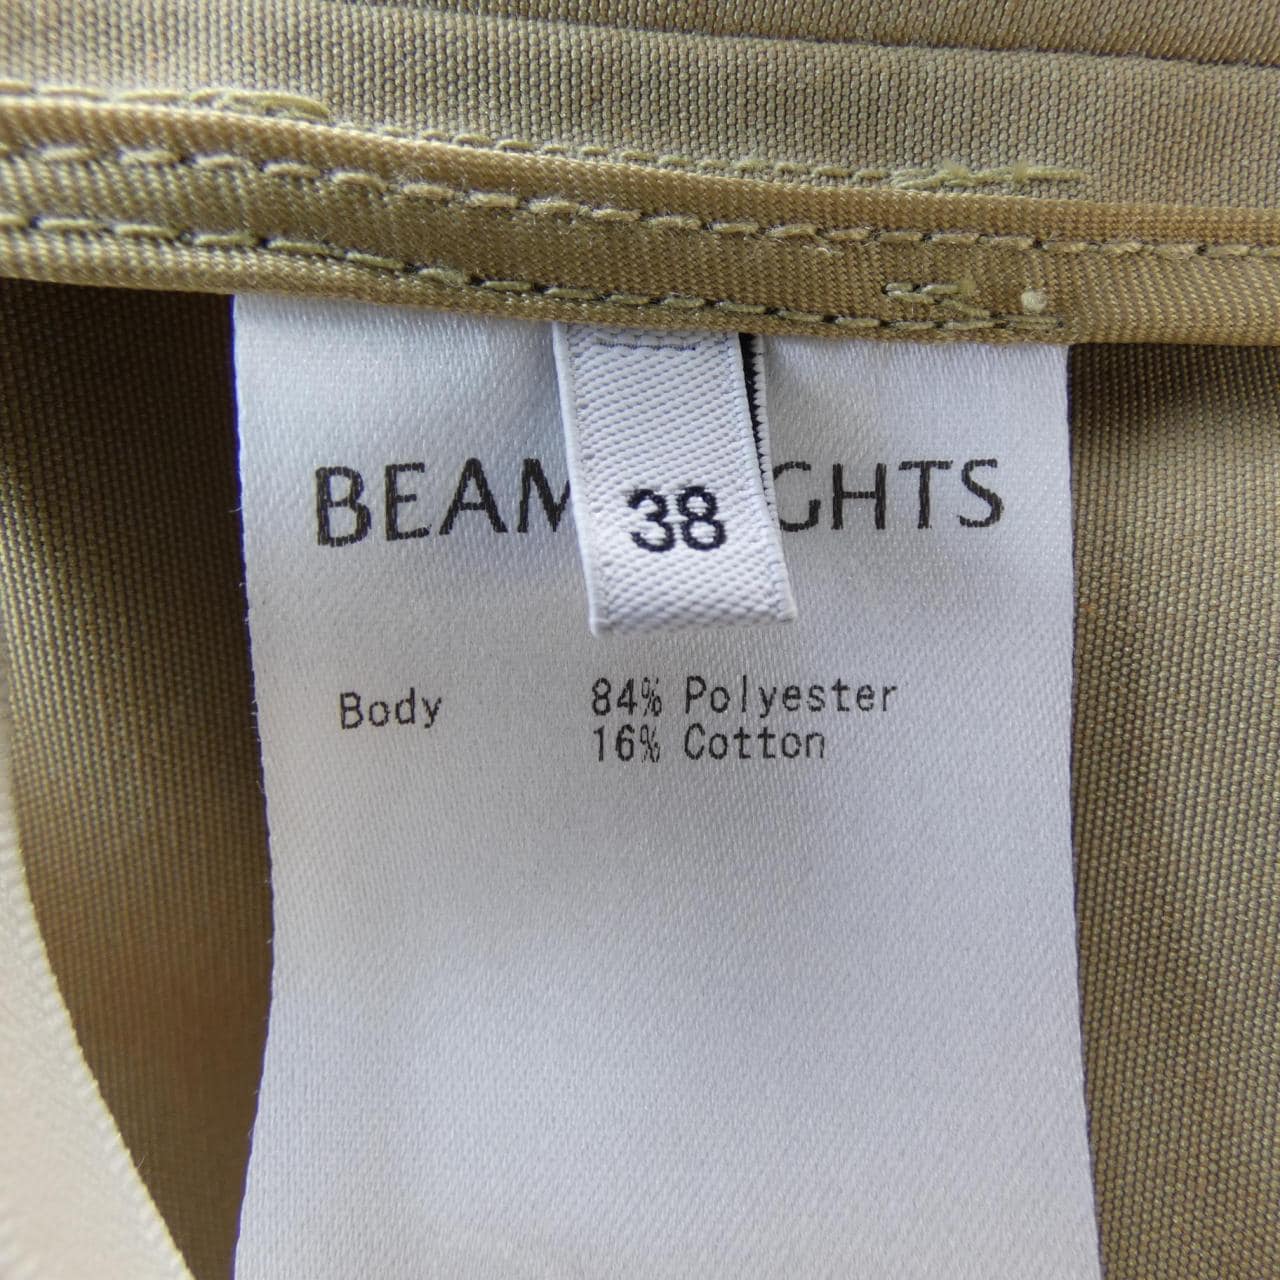 BEAM GHTS
38
Body 84% Polyester
16% Cotton